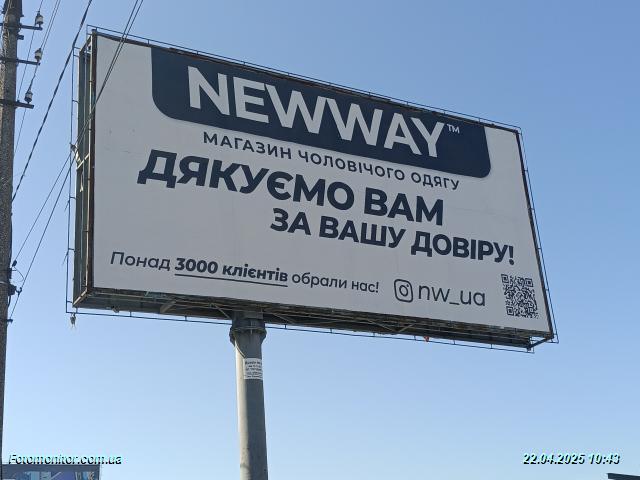 NEWWAY™
МАГАЗИН ЧОЛОВІЧОГО ОДЯГУ
ДЯКУЄМО ВАМ
ЗА ВАШУ ДОВІРУ!
Понад 3000 клієнтів обрали нас!
nw_ua
Fotomonitor.com.ua
22.04.2025 10:43